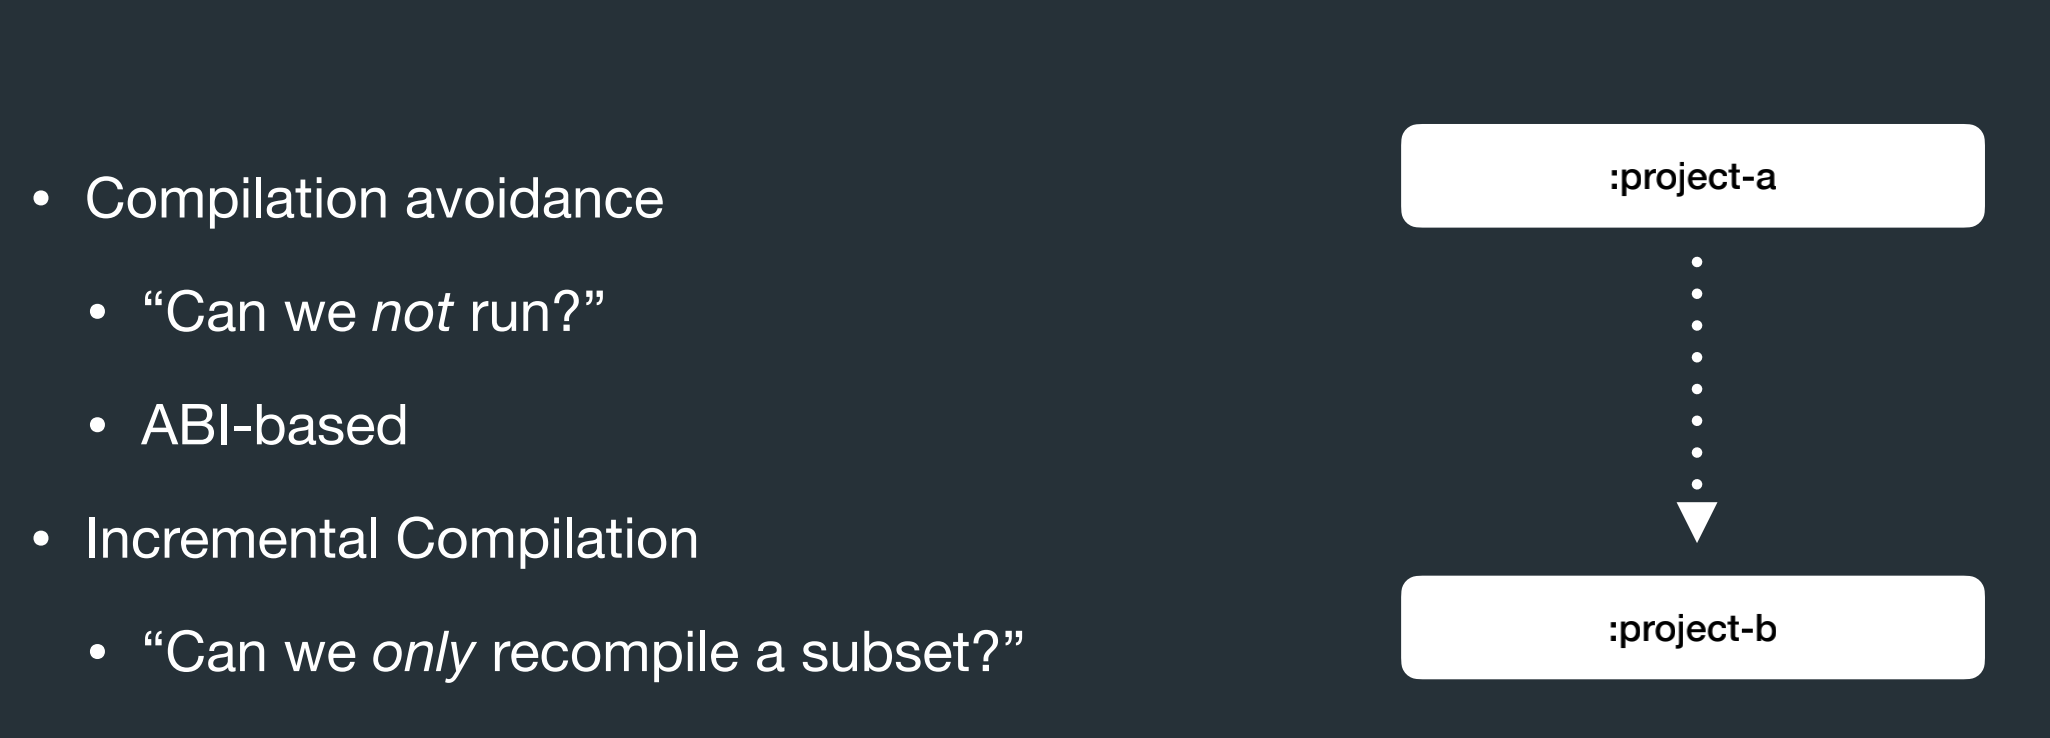 • Compilation avoidance
• “Can we not run?”
• ABI-based
• Incremental Compilation
• “Can we only recompile a subset?”
:project-a
:project-b